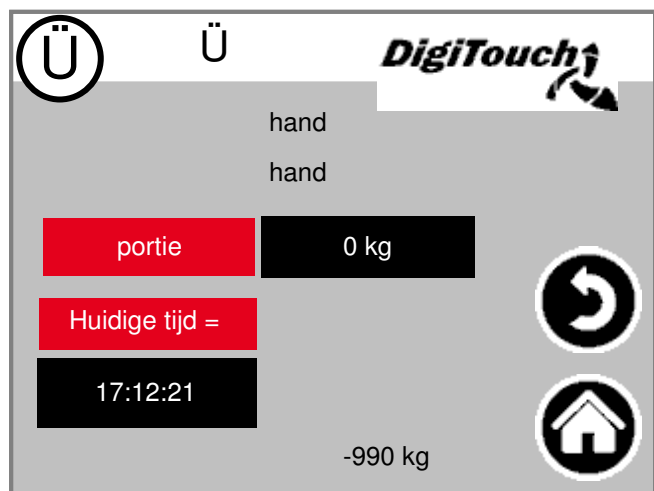 Ü Ü DigiTouch
hand
hand
portie 0 kg
Huidige tijd =
17:12:21
-990 kg